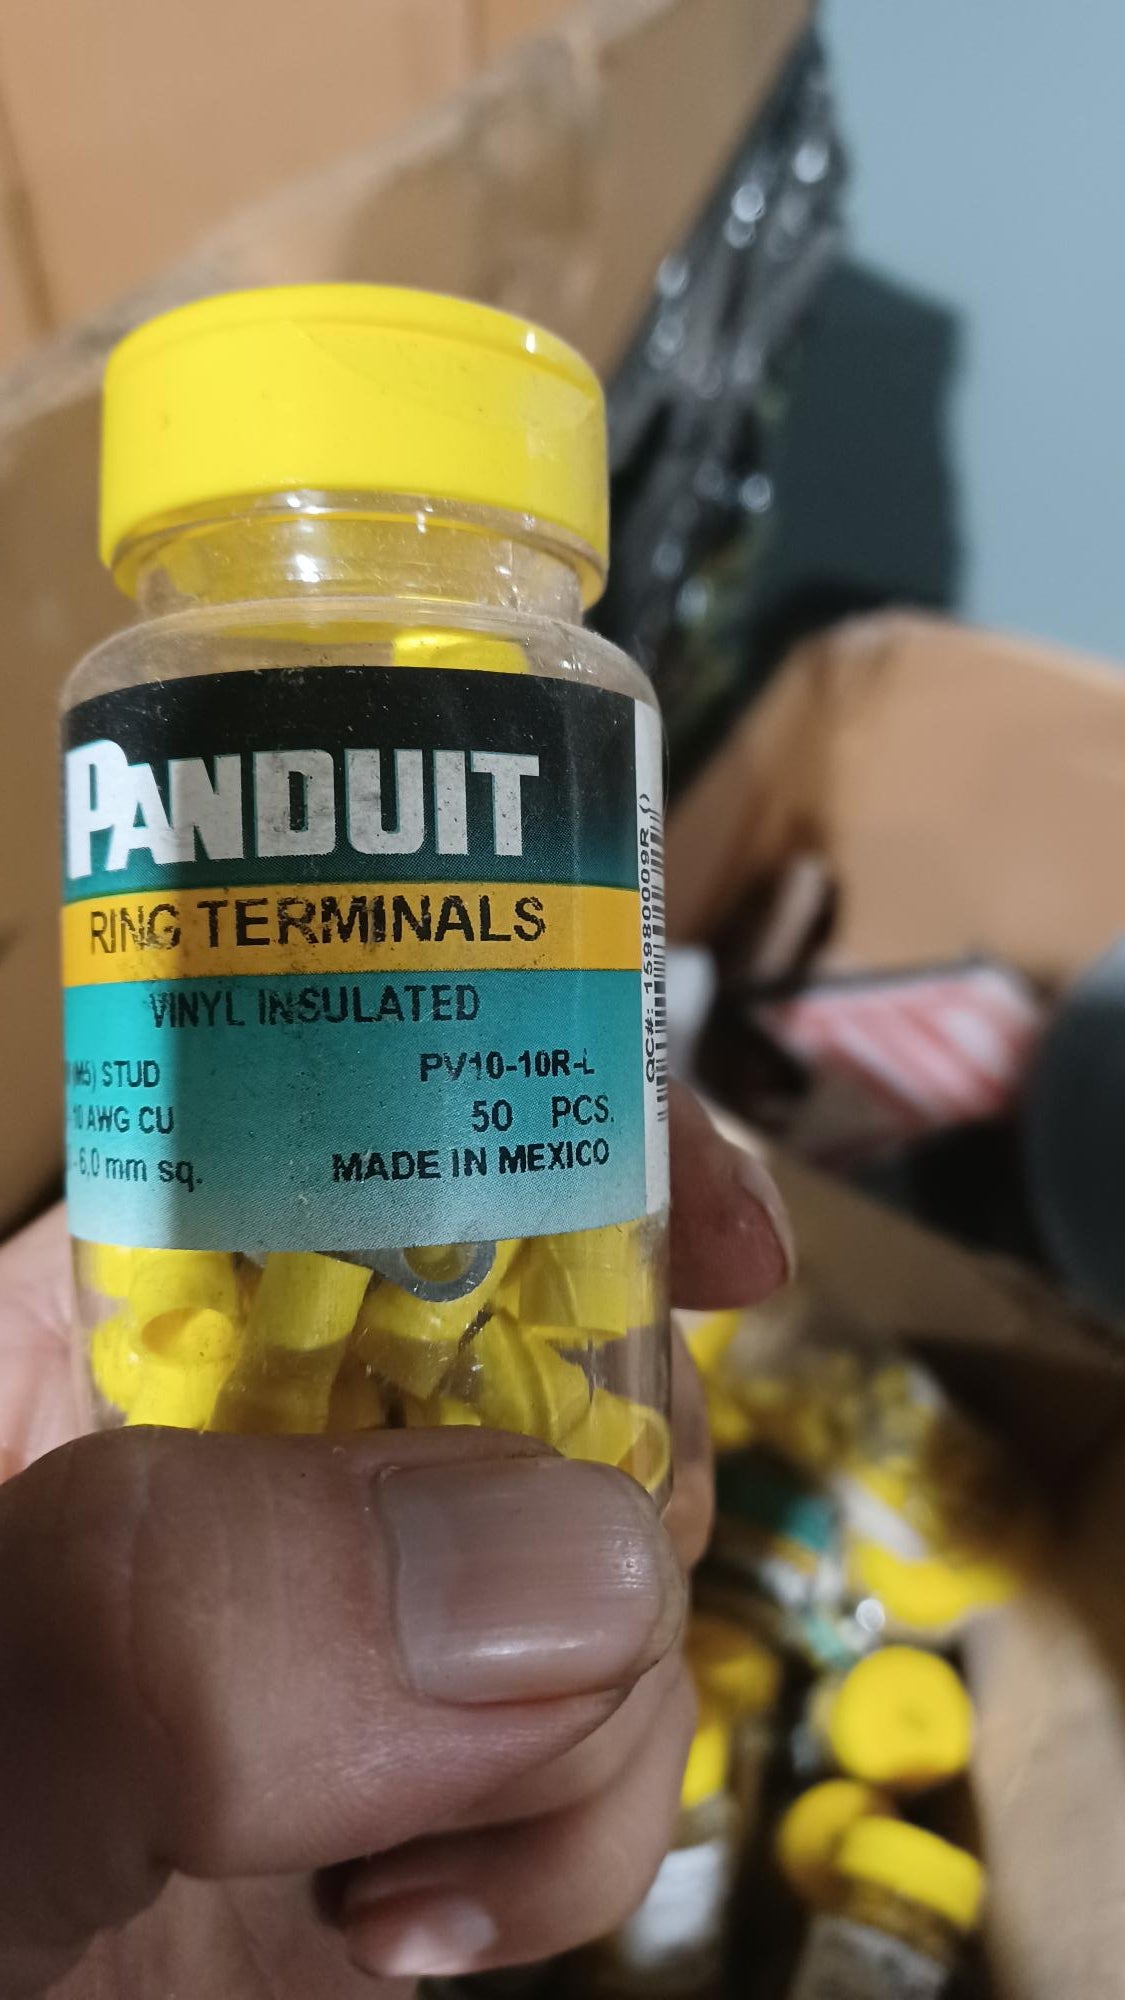 PANDUIT
RING TERMINALS
VINYL INSULATED
(M5) STUD
PV10-10R-L
10 AWG CU
50 PCS.
-6,0 mm sq.
MADE IN MEXICO
QC#: 15980009R ()